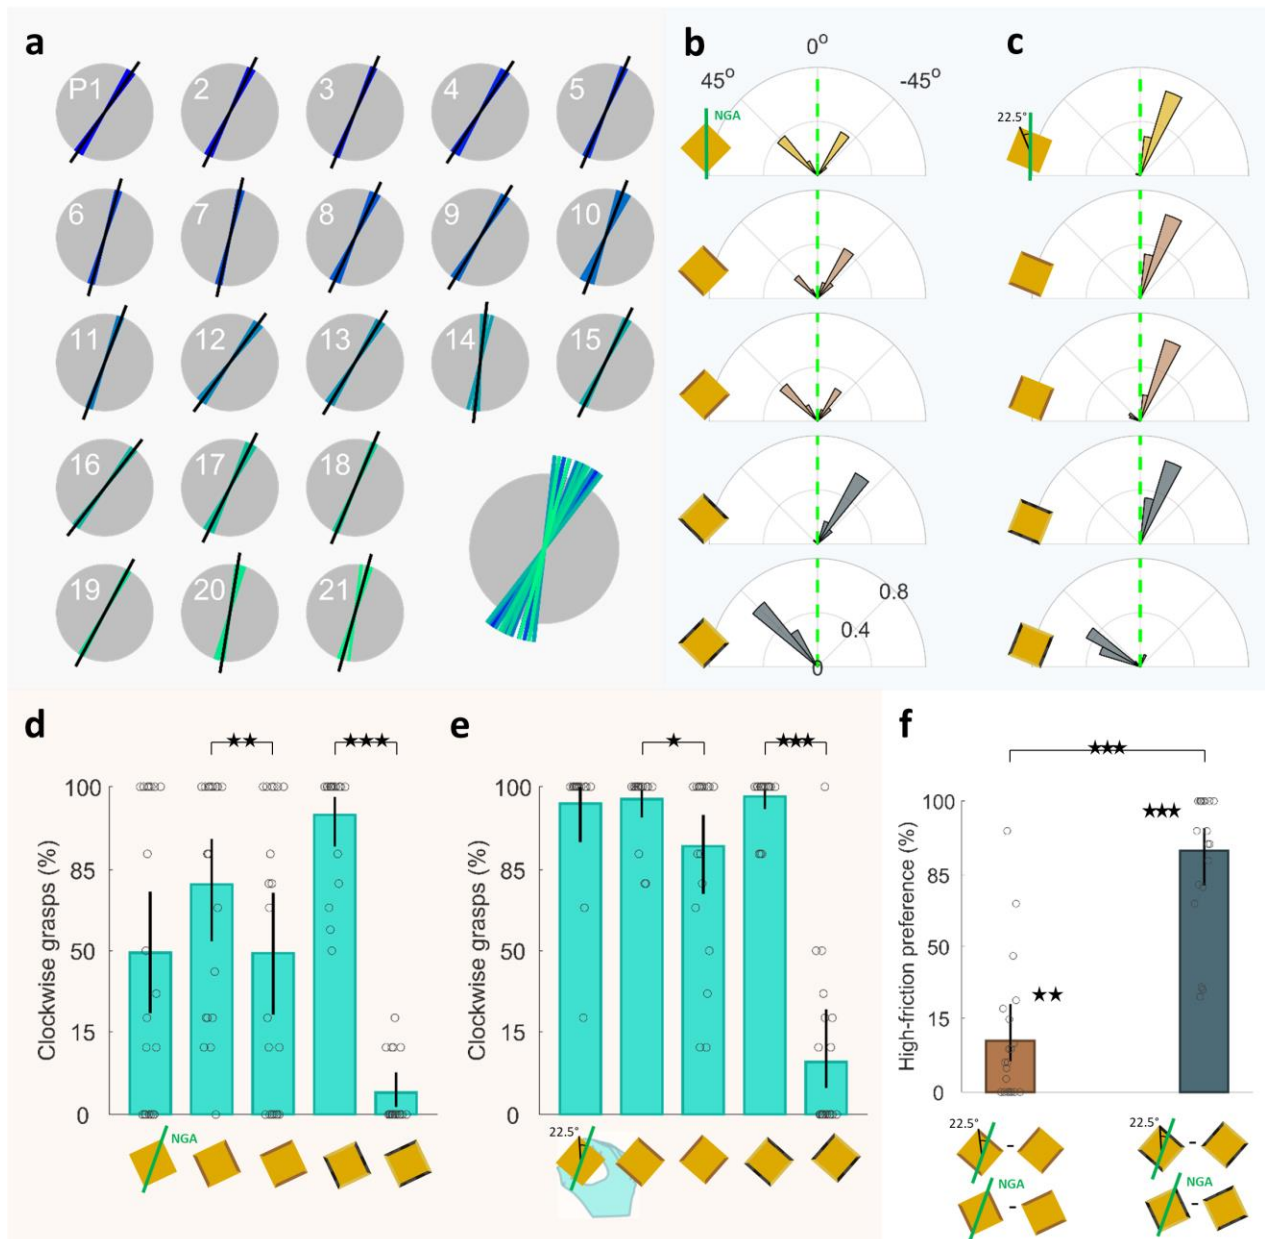 a
P1 2 3 4 5
6 7 8 9 10
11 12 13 14 15
16 17 18
19 20 21
b
0°
45° -45°
NGA
0.8
0.4
0
c
22.5°
d
★★ ★★★
Clockwise grasps (%)
100
85
50
15
0
NGA
e
★ ★★★
Clockwise grasps (%)
100
85
50
15
0
22.5°
f
★★★
★★★
★★
High-friction preference (%)
100
85
50
15
0
22.5° - 22.5° -
NGA - NGA -